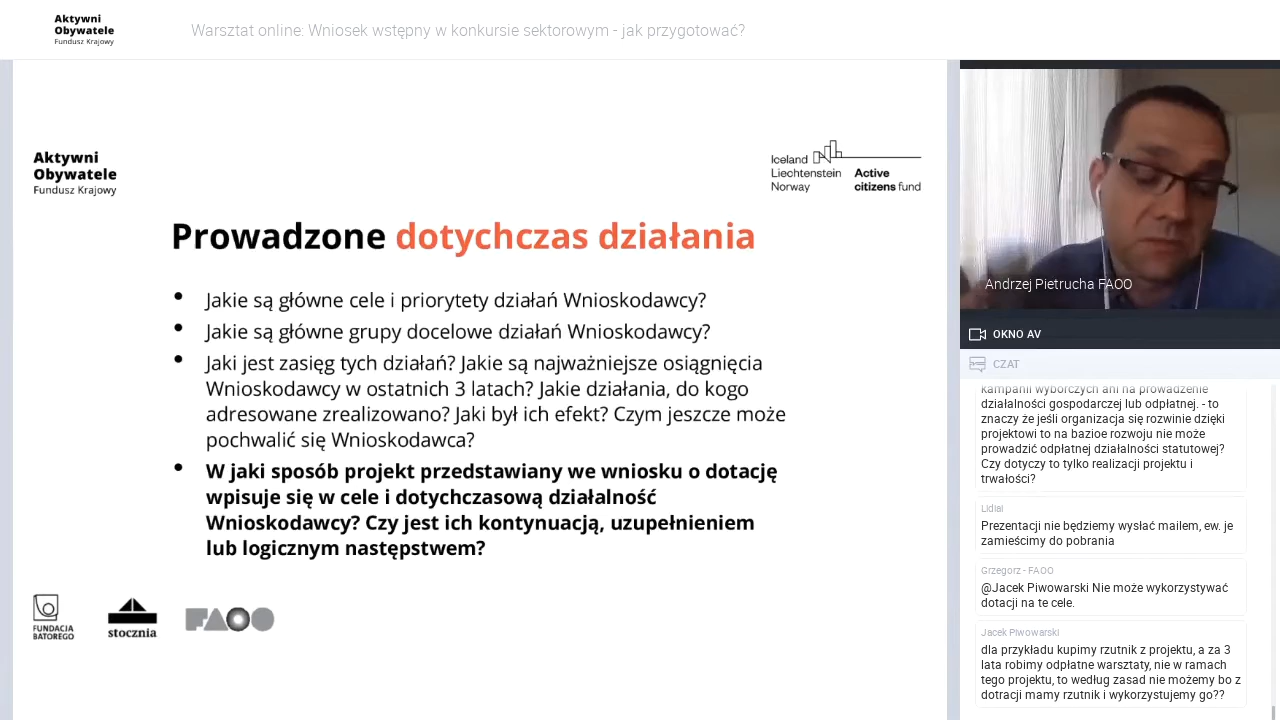 Aktywni
Obywatele
Fundusz Krajowy
Warsztat online: Wniosek wstępny w konkursie sektorowym - jak przygotować?
Aktywni
Obywatele
Fundusz Krajowy
Iceland
Liechtenstein
Norway
Active
citizens fund
Prowadzone dotychczas działania
• Jakie są główne cele i priorytety działań Wnioskodawcy?
• Jakie są główne grupy docelowe działań Wnioskodawcy?
• Jaki jest zasięg tych działań? Jakie są najważniejsze osiągnięcia
Wnioskodawcy w ostatnich 3 latach? Jakie działania, do kogo
adresowane zrealizowano? Jaki był ich efekt? Czym jeszcze może
pochwalić się Wnioskodawca?
• W jaki sposób projekt przedstawiany we wniosku o dotację
wpisuje się w cele i dotychczasową działalność
Wnioskodawcy? Czy jest ich kontynuacją, uzupełnieniem
lub logicznym następstwem?
FUNDACJA
BATOREGO
stocznia
FAOO
Andrzej Pietrucha FAOO
OKNO AV
CZAT
kampanii wyborczych ani na prowadzenie
działalności gospodarczej lub odpłatnej. - to
znaczy że jeśli organizacja się rozwinie dzięki
projektowi to na bazioe rozwoju nie może
prowadzić odpłatnej działalności statutowej?
Czy dotyczy to tylko realizacji projektu i
trwałości?
Lidiai
Prezentacji nie będziemy wysłać mailem, ew. je
zamieścimy do pobrania
Grzegorz - FAOO
@Jacek Piwowarski Nie może wykorzystywać
dotacji na te cele.
Jacek Piwowarski
dla przykładu kupimy rzutnik z projektu, a za 3
lata robimy odpłatne warsztaty, nie w ramach
tego projektu, to według zasad nie możemy bo z
dotracji mamy rzutnik i wykorzystujemy go??